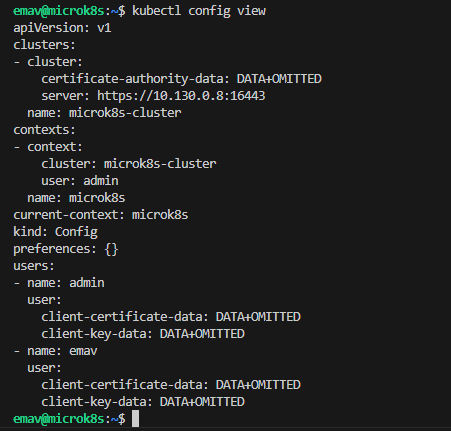 emav@microk8s:~$ kubectl config view
apiVersion: v1
clusters:
- cluster:
    certificate-authority-data: DATA+OMITTED
    server: https://10.130.0.8:16443
  name: microk8s-cluster
contexts:
- context:
    cluster: microk8s-cluster
    user: admin
  name: microk8s
current-context: microk8s
kind: Config
preferences: {}
users:
- name: admin
  user:
    client-certificate-data: DATA+OMITTED
    client-key-data: DATA+OMITTED
- name: emav
  user:
    client-certificate-data: DATA+OMITTED
    client-key-data: DATA+OMITTED
emav@microk8s:~$